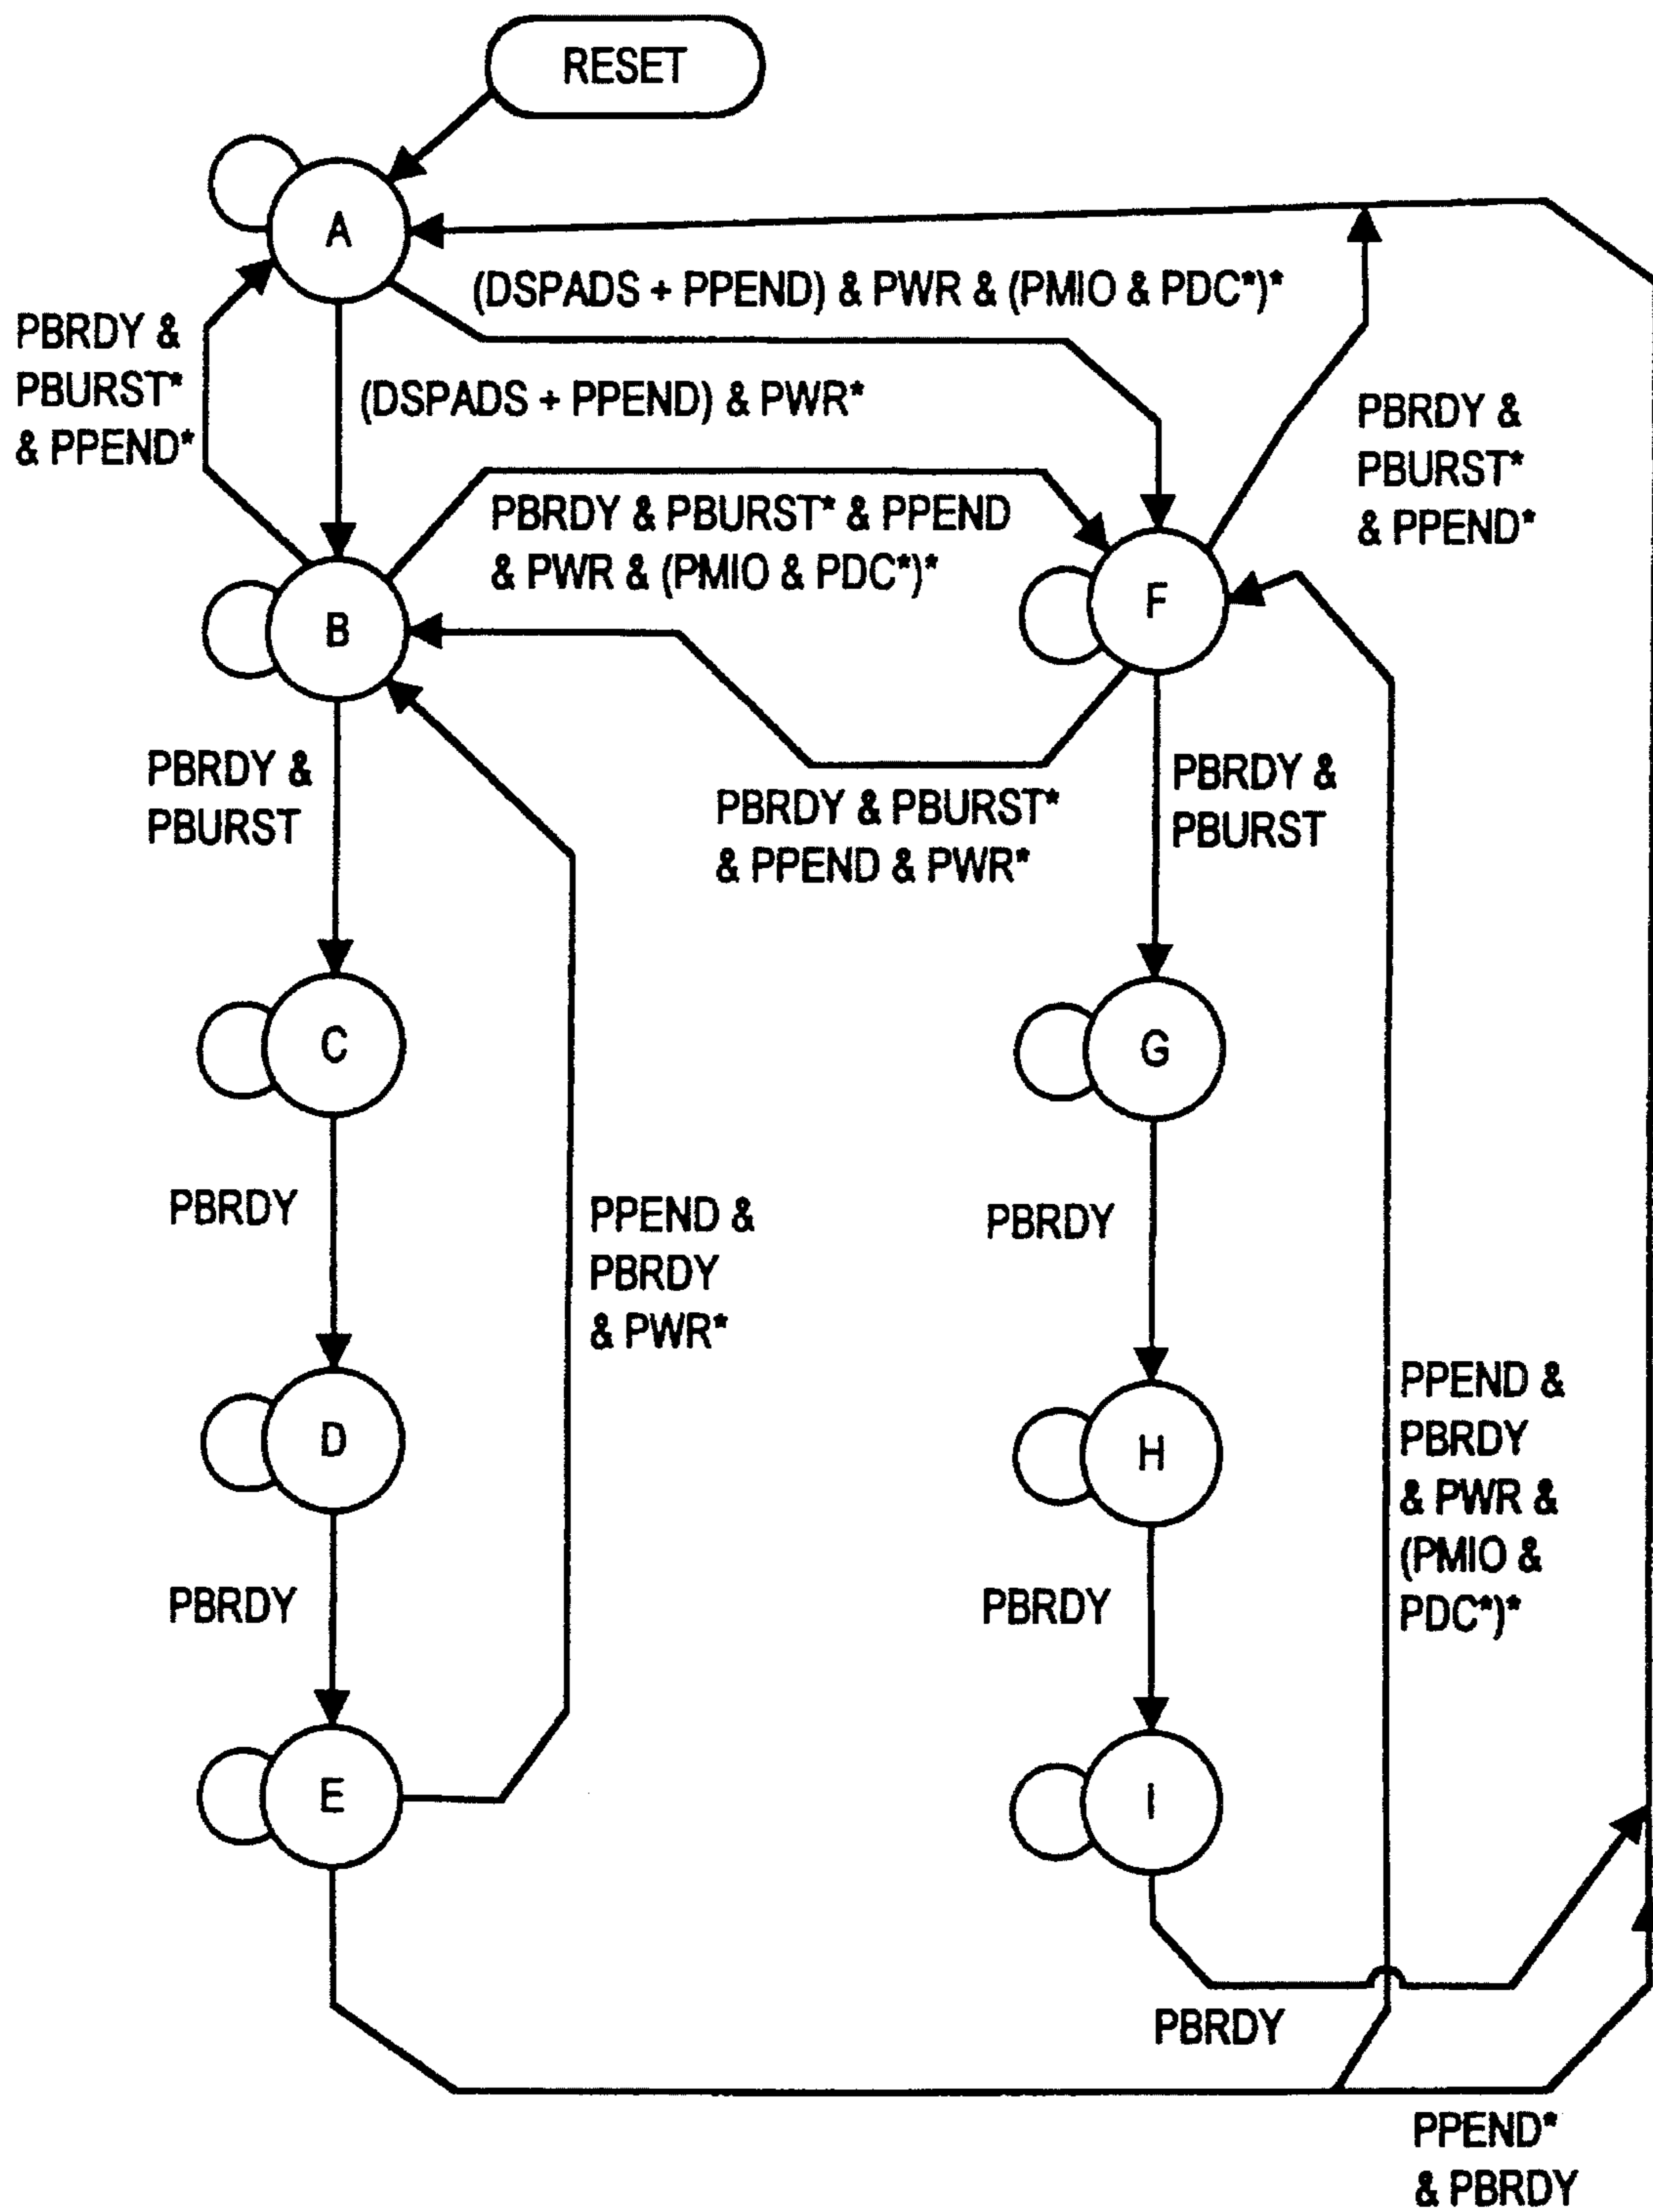 RESET
A
(DSPADS + PPEND) & PWR & (PMIO & PDC*)*
PBRDY &
PBURST*
& PPEND*
(DSPADS + PPEND) & PWR*
PBRDY &
PBURST*
& PPEND*
PBRDY & PBURST* & PPEND
& PWR & (PMIO & PDC*)*
B
F
PBRDY &
PBURST
PBRDY & PBURST*
& PPEND & PWR*
PBRDY &
PBURST
C
G
PBRDY
PPEND &
PBRDY
& PWR*
PBRDY
PPEND &
PBRDY
& PWR &
(PMIO &
PDC*)*
D
H
PBRDY
PBRDY
E
I
PBRDY
PPEND*
& PBRDY